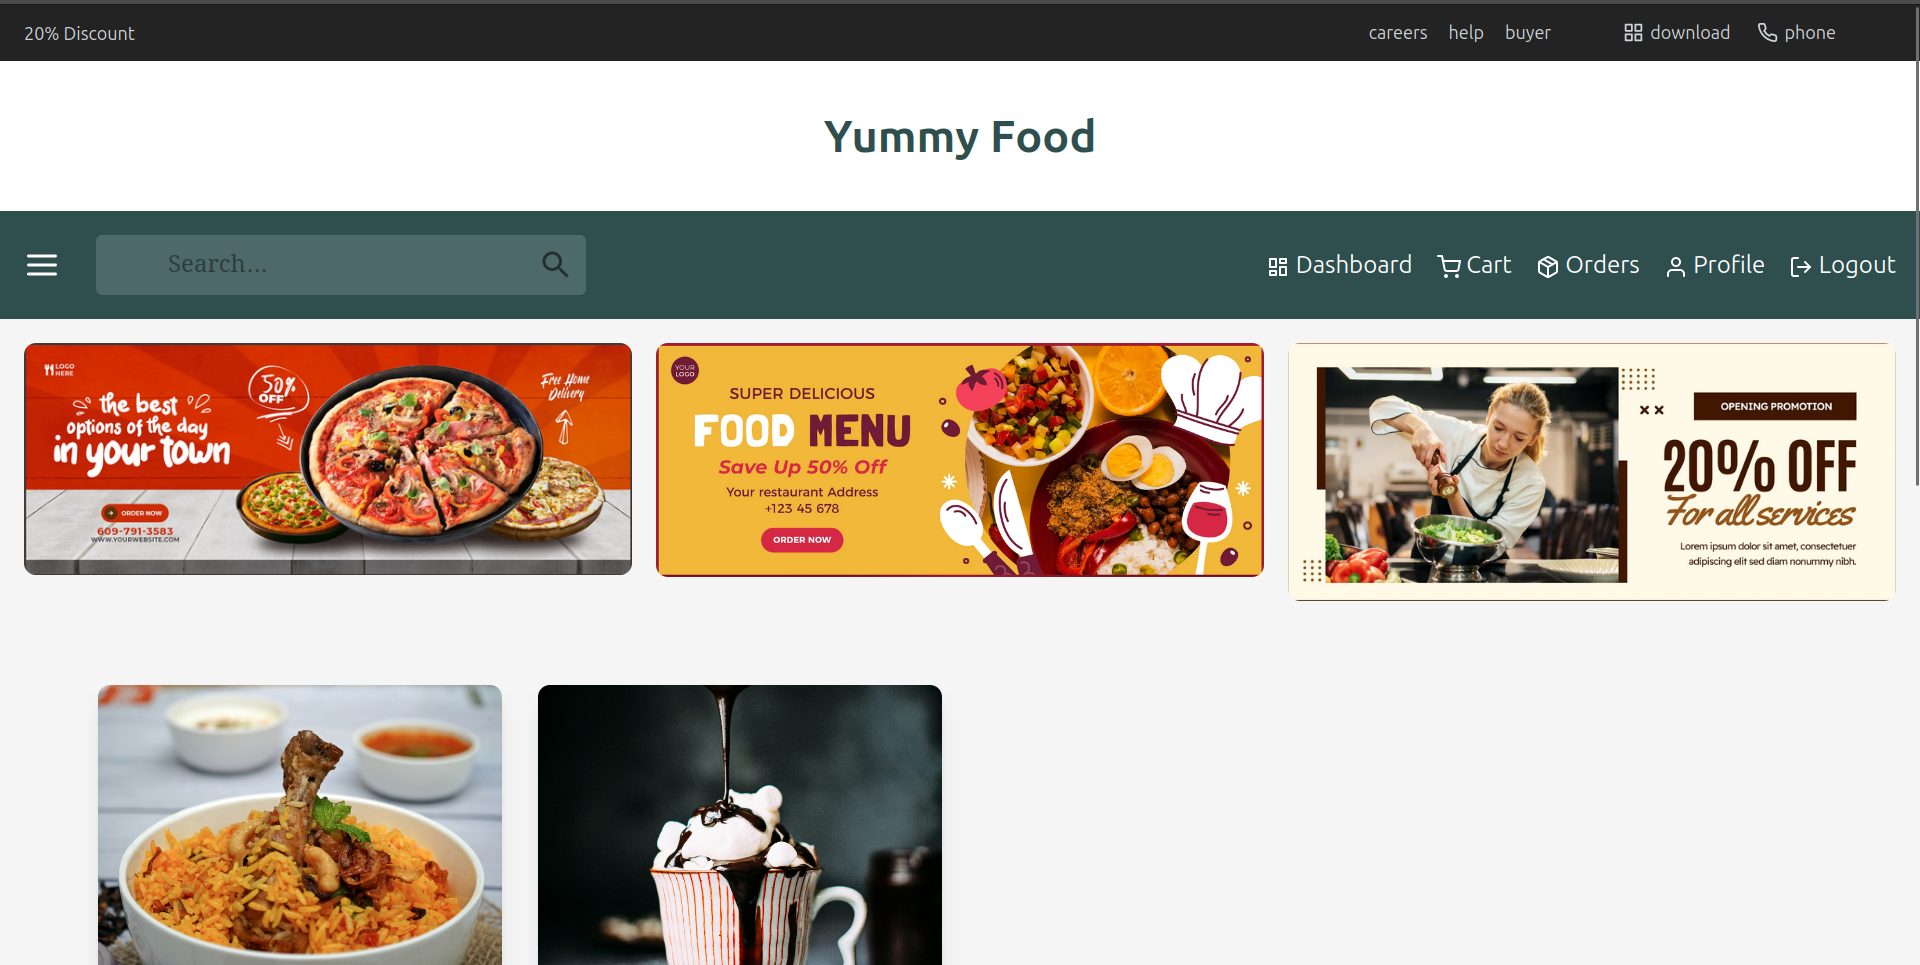 20% Discount
careers help buyer download phone
Yummy Food
Search...
Dashboard Cart Orders Profile Logout
LOGO
HERE
the best
options of the day
in your town
50%
OFF
Free Home
Delivery
ORDER NOW
609-791-3583
WWW.YOURWEBSITE.COM
YOUR
LOGO
SUPER DELICIOUS
FOOD MENU
Save Up 50% Off
Your restaurant Address
+123 45 678
ORDER NOW
OPENING PROMOTION
20% OFF
For all services
Lorem ipsum dolor sit amet, consectetuer
adipiscing elit sed diam nonummy nibh.